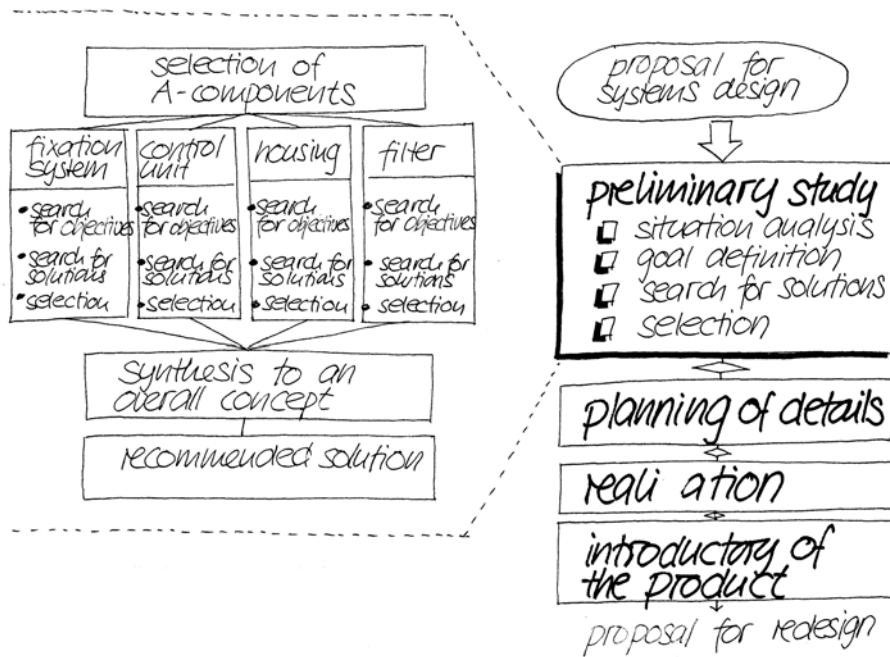 selection of
A-components
fixation
system
• search
for objectives
• search for
solutions
• selection
control
unit
• search
for objectives
• search for
solutions
• selection
housing
• search
for objectives
• search for
solutions
• selection
filter
• search
for objectives
• search for
solutions
• selection
synthesis to an
overall concept
recommended solution
proposal for
systems design
preliminary study
situation analysis
goal definition
search for solutions
selection
planning of details
reali ation
introductory of
the product
proposal for redesign